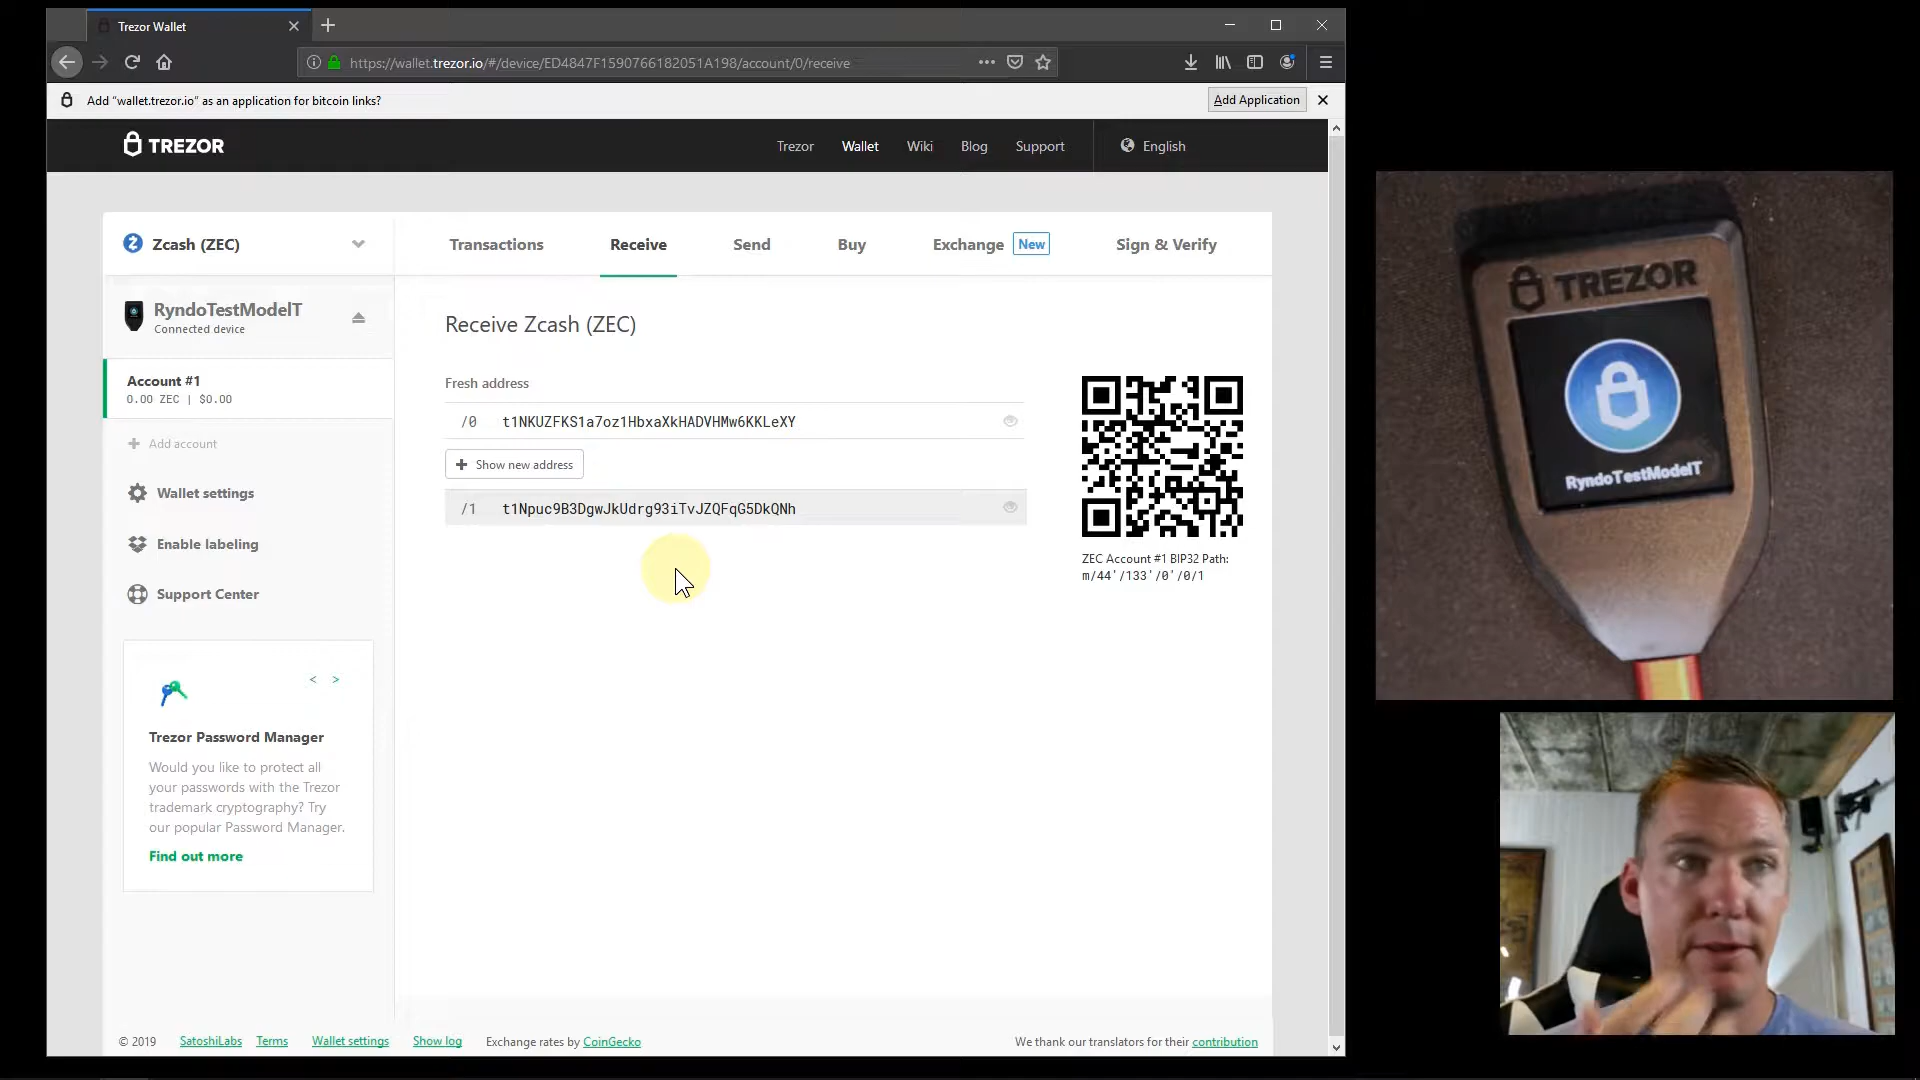 Trezor Wallet
https://wallet.trezor.io/#/device/ED4847F1590766182051A198/account/0/receive
Add "wallet.trezor.io" as an application for bitcoin links?
Add Application
TREZOR
Trezor
Wallet
Wiki
Blog
Support
English
Zcash (ZEC)
Transactions
Receive
Send
Buy
Exchange
New
Sign & Verify
RyndoTestModelT
Connected device
Account #1
0.00 ZEC | $0.00
Add account
Wallet settings
Enable labeling
Support Center
Trezor Password Manager
Would you like to protect all
your passwords with the Trezor
trademark cryptography? Try
our popular Password Manager.
Find out more
Receive Zcash (ZEC)
Fresh address
/0 t1NKUZFKS1a7oz1HbxaXkHADVHMw6KKLeXY
Show new address
/1 t1Npuc9B3DgwJkUdrg93iTvJZQFqG5DkQNh
ZEC Account #1 BIP32 Path:
m/44'/133'/0'/0/1
© 2019
SatoshiLabs
Terms
Wallet settings
Show log
Exchange rates by CoinGecko
We thank our translators for their contribution
TREZOR
RyndoTestModelT